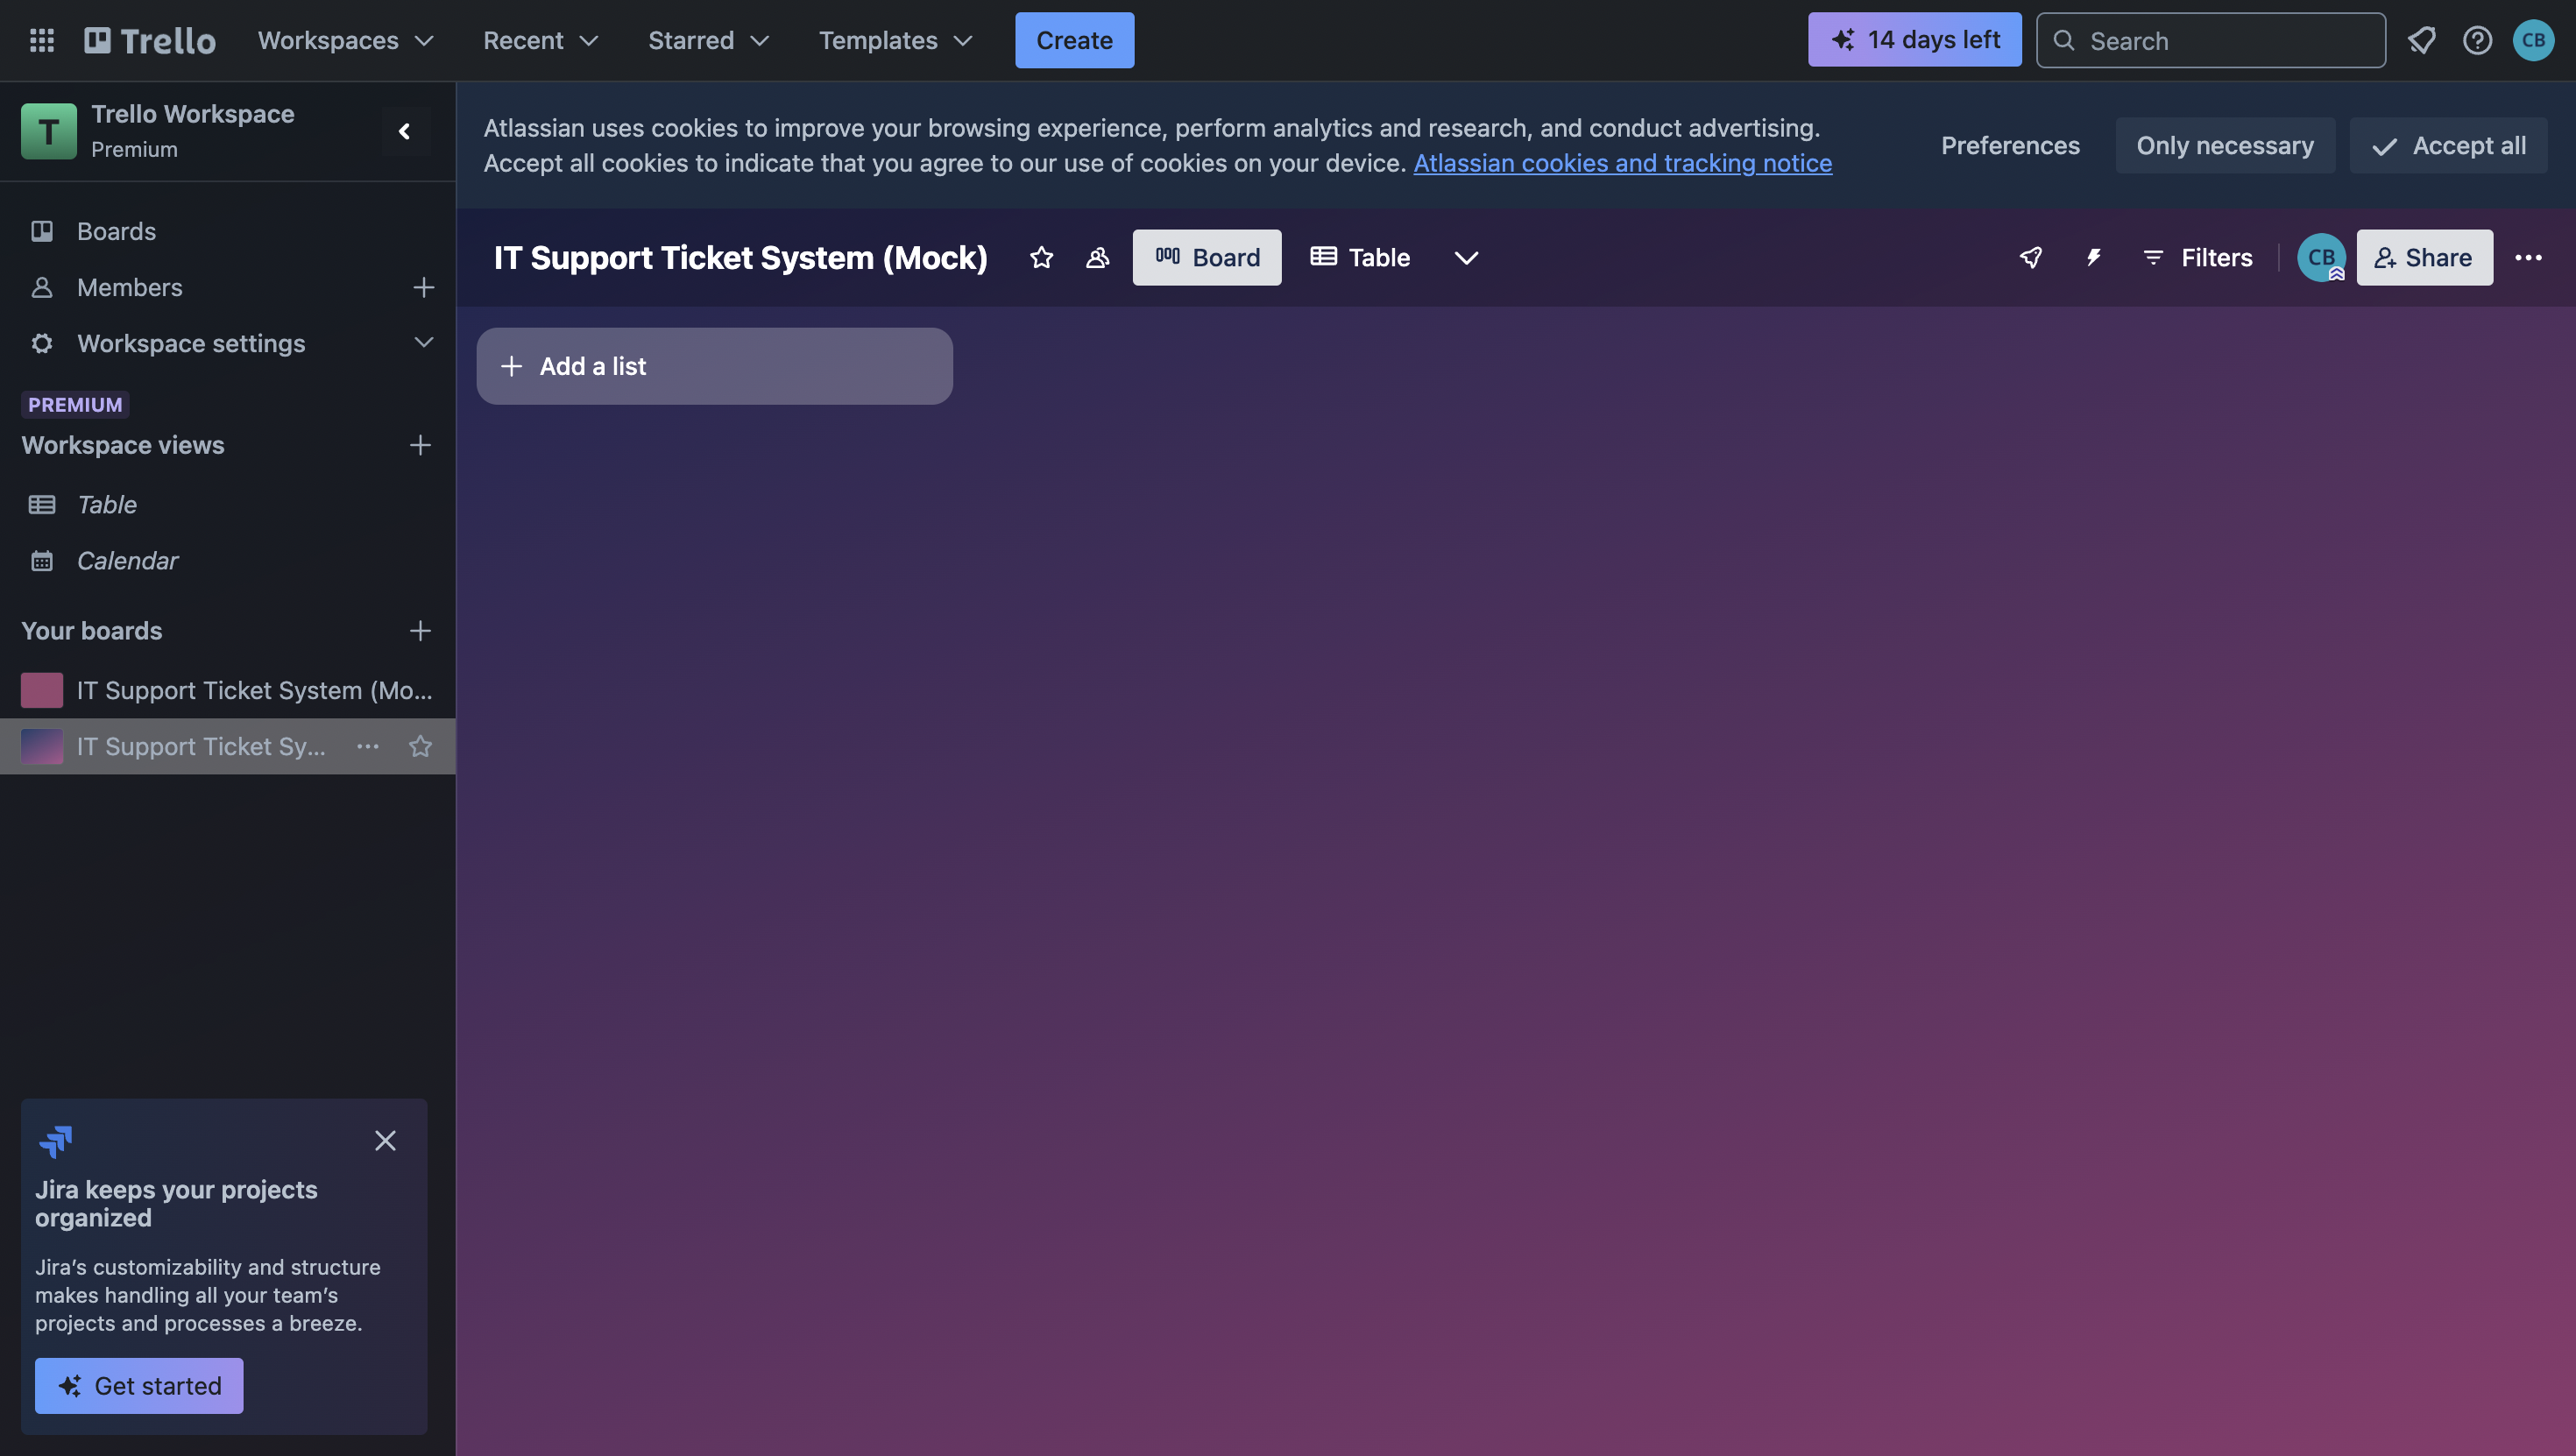 Trello
Workspaces
Recent
Starred
Templates
Create
14 days left
Search
CB
T
Trello Workspace
Premium
Atlassian uses cookies to improve your browsing experience, perform analytics and research, and conduct advertising.
Accept all cookies to indicate that you agree to our use of cookies on your device. Atlassian cookies and tracking notice
Preferences
Only necessary
Accept all
Boards
Members
Workspace settings
PREMIUM
Workspace views
Table
Calendar
Your boards
IT Support Ticket System (Mo...
IT Support Ticket Sy...
IT Support Ticket System (Mock)
Board
Table
Filters
CB
Share
Add a list
Jira keeps your projects
organized
Jira’s customizability and structure
makes handling all your team’s
projects and processes a breeze.
Get started